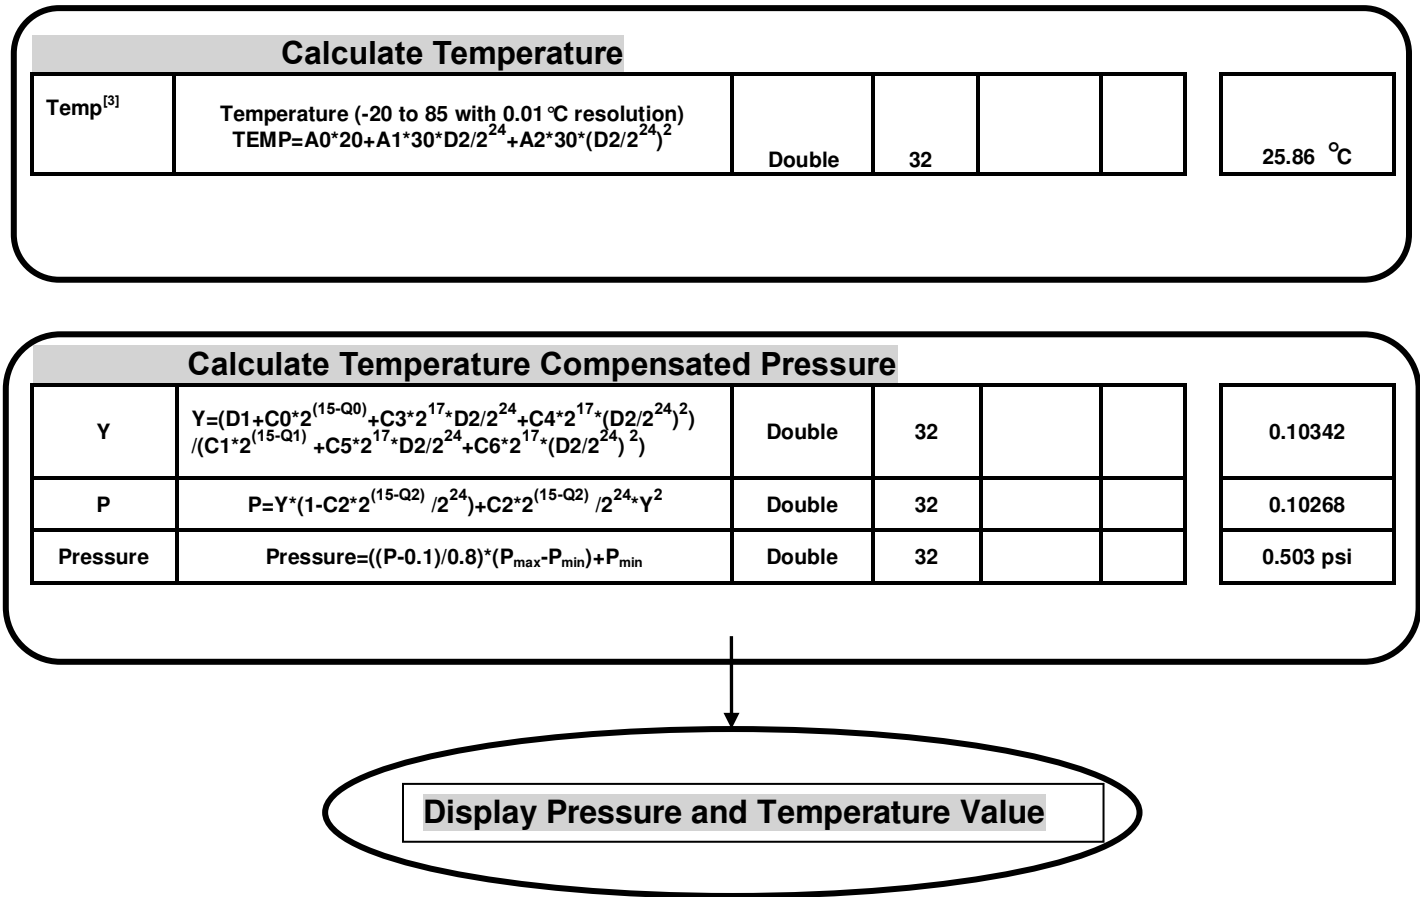 Calculate Temperature
Temp[3]
Temperature (-20 to 85 with 0.01°C resolution)
TEMP=A0*20+A1*30*D2/2^24+A2*30*(D2/2^24)^2
Double 32 25.86 °C
Calculate Temperature Compensated Pressure
Y
Y=(D1+C0*2^(15-Q0)+C3*2^17*D2/2^24+C4*2^17*(D2/2^24)^2)
/(C1*2^(15-Q1) +C5*2^17*D2/2^24+C6*2^17*(D2/2^24)^2)
Double 32 0.10342
P P=Y*(1-C2*2^(15-Q2) /2^24)+C2*2^(15-Q2) /2^24*Y^2 Double 32 0.10268
Pressure Pressure=((P-0.1)/0.8)*(Pmax-Pmin)+Pmin Double 32 0.503 psi
Display Pressure and Temperature Value